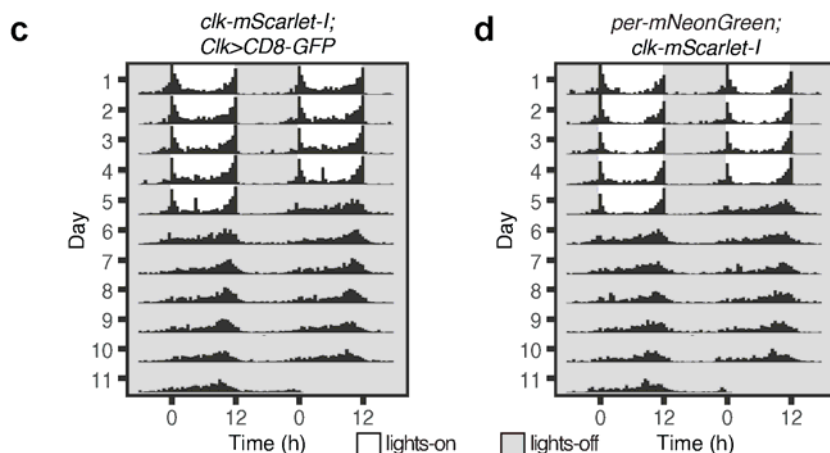 c
clk-mScarlet-I;
Clk>CD8-GFP
Day
1
2
3
4
5
6
7
8
9
10
11
0 12 0 12
Time (h)
d
per-mNeonGreen;
clk-mScarlet-I
Day
1
2
3
4
5
6
7
8
9
10
11
0 12 0 12
Time (h)
lights-on
lights-off